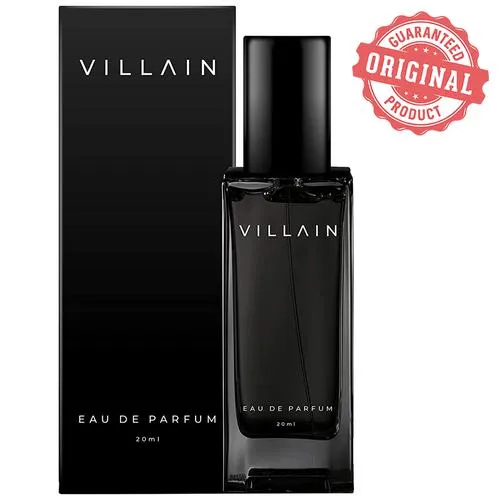 VILLAIN
EAU DE PARFUM
20ml
VILLAIN
EAU DE PARFUM
20ml
GUARANTEED
ORIGINAL
PRODUCT